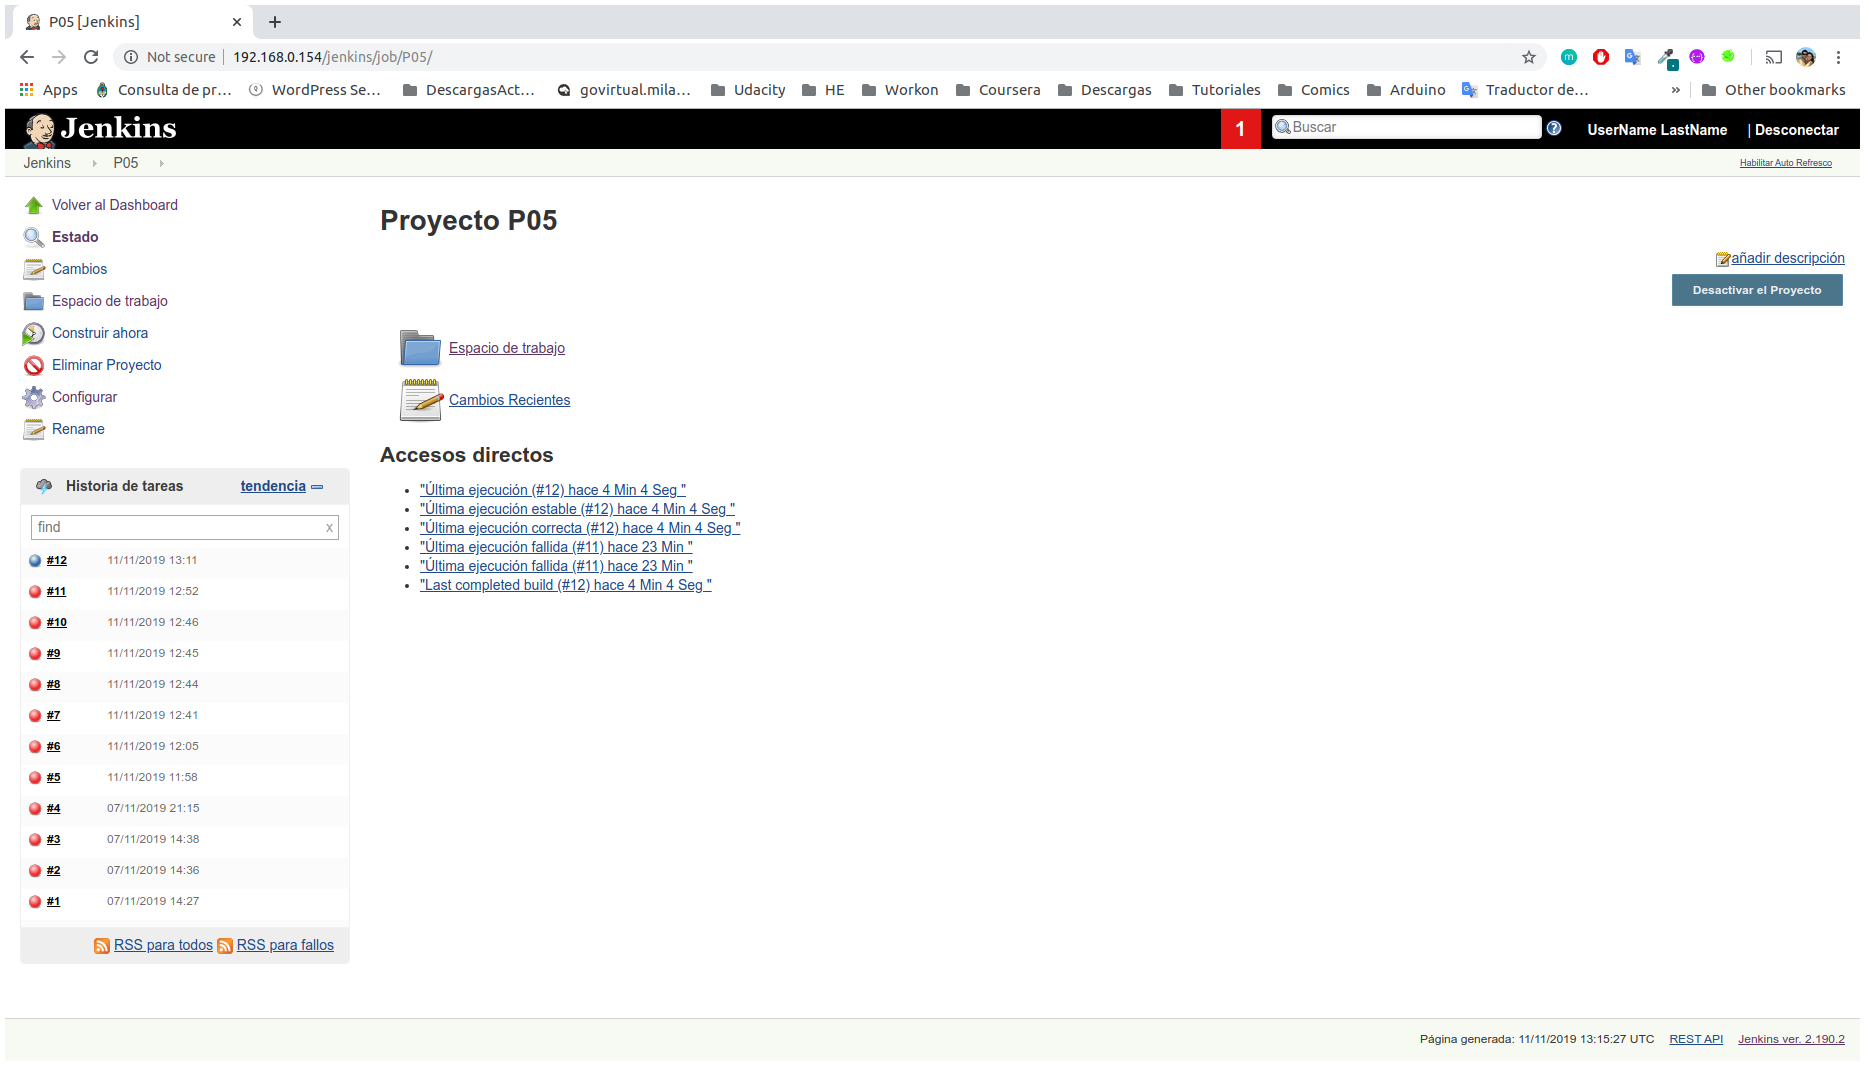 P05 [Jenkins]
Not secure 192.168.0.154/jenkins/job/P05/
Apps Consulta de pr... WordPress Se... DescargasAct... govirtual.mila... Udacity HE Workon Coursera Descargas Tutoriales Comics Arduino Traductor de... » Other bookmarks
Jenkins 1 Buscar UserName LastName | Desconectar
Jenkins P05 Habilitar Auto Refresco
Volver al Dashboard
Estado
Cambios
Espacio de trabajo
Construir ahora
Eliminar Proyecto
Configurar
Rename
Historia de tareas tendencia
find x
#12 11/11/2019 13:11
#11 11/11/2019 12:52
#10 11/11/2019 12:46
#9 11/11/2019 12:45
#8 11/11/2019 12:44
#7 11/11/2019 12:41
#6 11/11/2019 12:05
#5 11/11/2019 11:58
#4 07/11/2019 21:15
#3 07/11/2019 14:38
#2 07/11/2019 14:36
#1 07/11/2019 14:27
RSS para todos RSS para fallos
Proyecto P05
añadir descripción
Desactivar el Proyecto
Espacio de trabajo
Cambios Recientes
Accesos directos
"Última ejecución (#12) hace 4 Min 4 Seg "
"Última ejecución estable (#12) hace 4 Min 4 Seg "
"Última ejecución correcta (#12) hace 4 Min 4 Seg "
"Última ejecución fallida (#11) hace 23 Min "
"Última ejecución fallida (#11) hace 23 Min "
"Last completed build (#12) hace 4 Min 4 Seg "
Página generada: 11/11/2019 13:15:27 UTC REST API Jenkins ver. 2.190.2